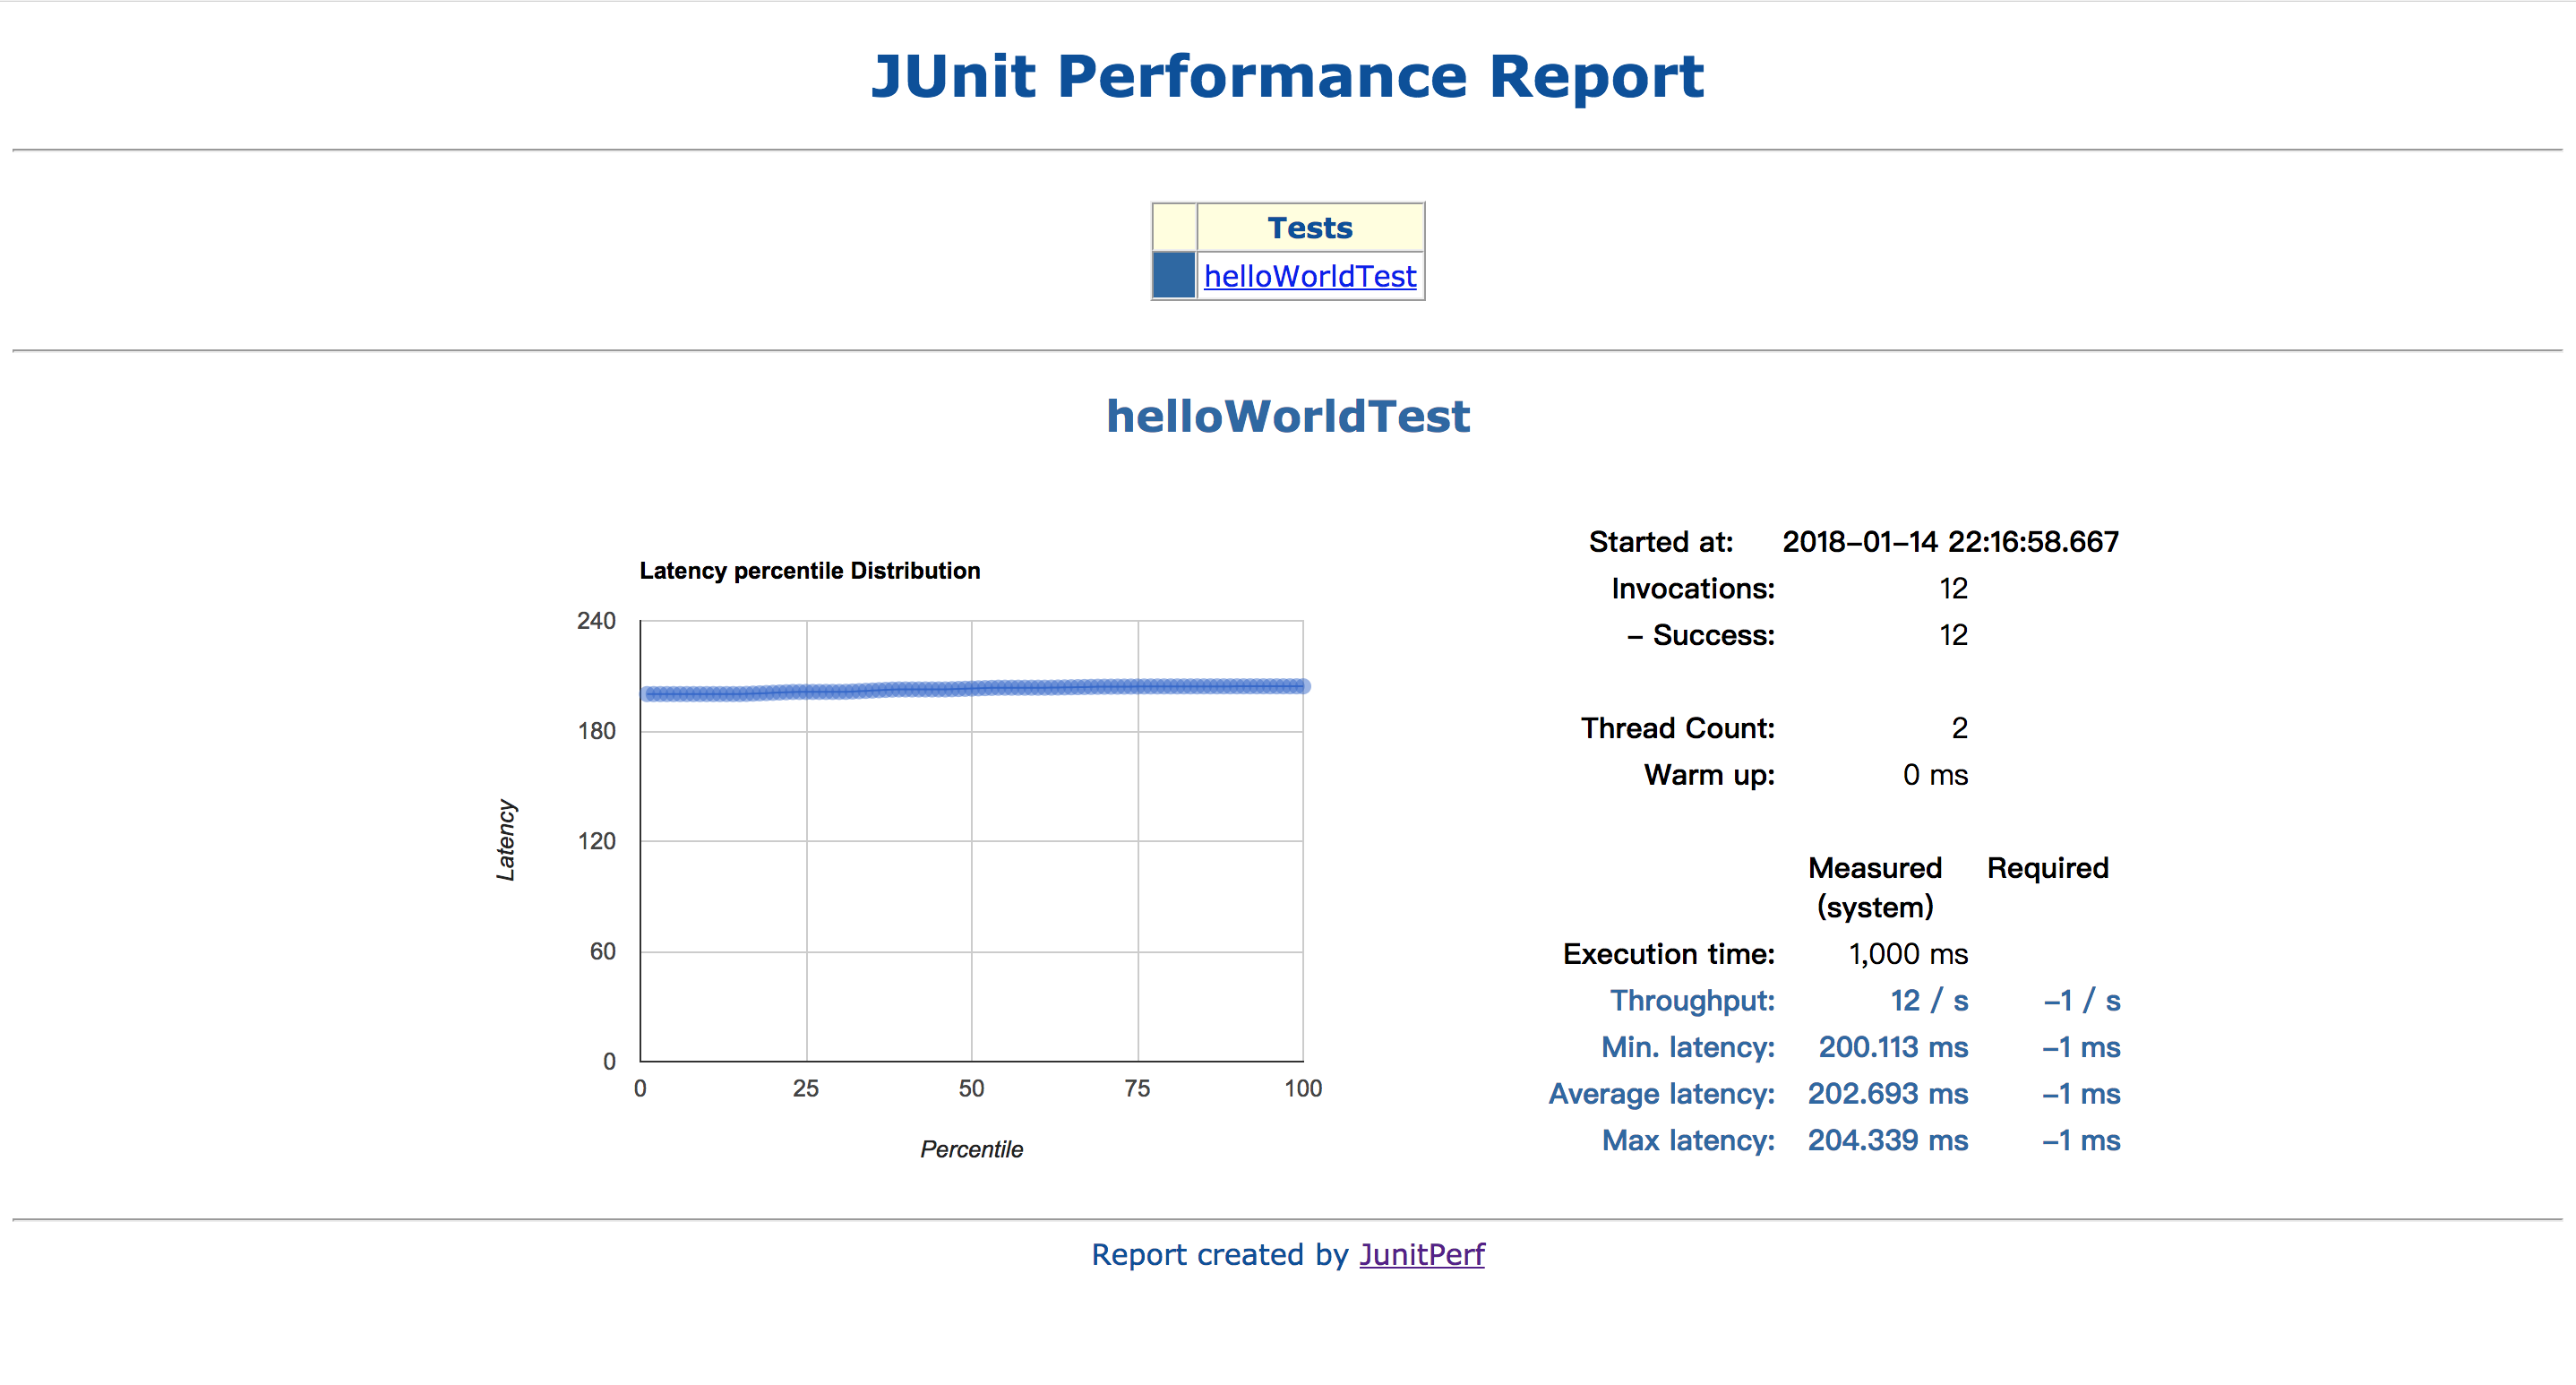 JUnit Performance Report
Tests
helloWorldTest
helloWorldTest
Latency percentile Distribution
240
180
120
60
0
0 25 50 75 100
Latency
Percentile
Started at: 2018–01–14 22:16:58.667
Invocations: 12
– Success: 12
Thread Count: 2
Warm up: 0 ms
Measured Required
(system)
Execution time: 1,000 ms
Throughput: 12 / s –1 / s
Min. latency: 200.113 ms –1 ms
Average latency: 202.693 ms –1 ms
Max latency: 204.339 ms –1 ms
Report created by JunitPerf